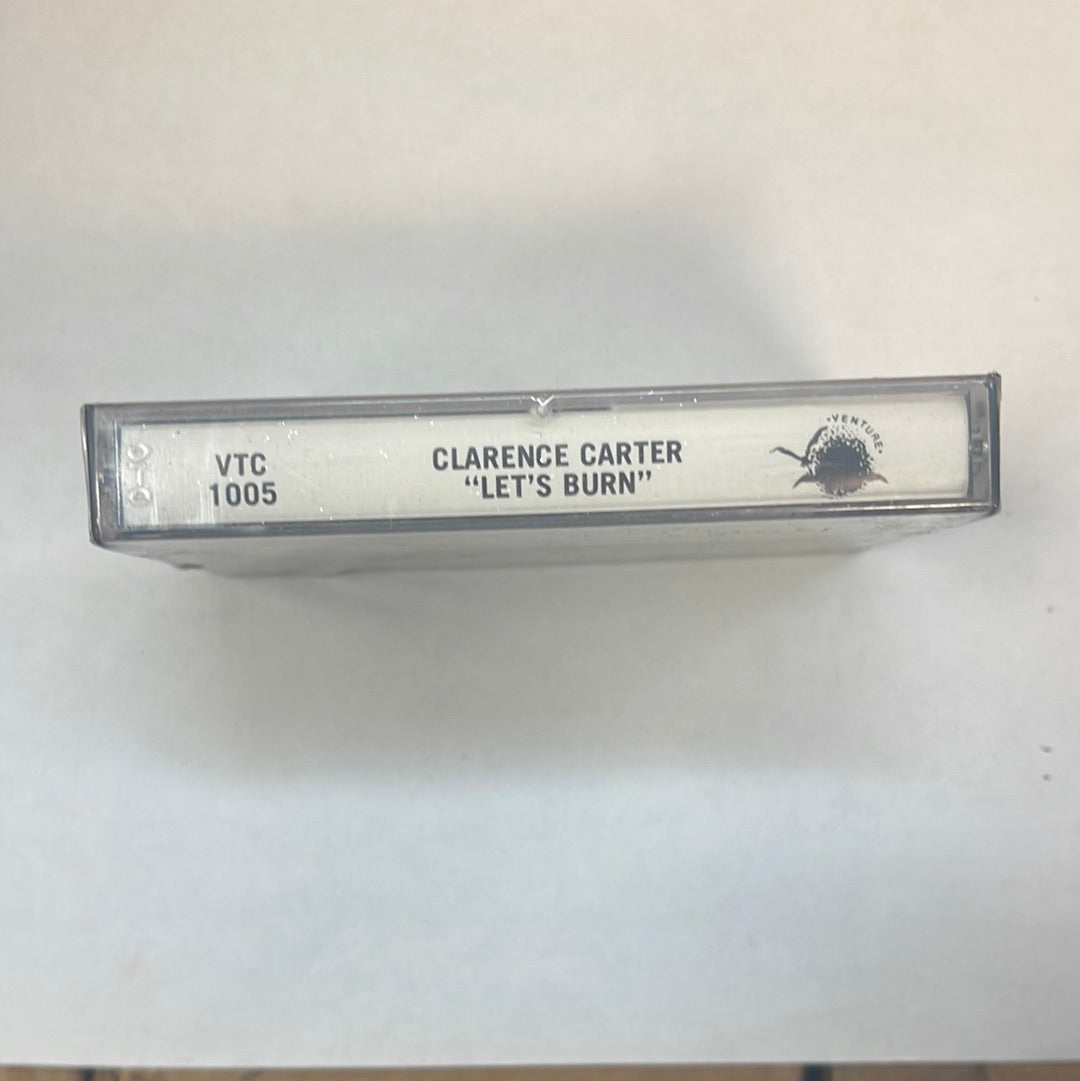 VTC
1005
CLARENCE CARTER
“LET’S BURN”
·VENTURE·